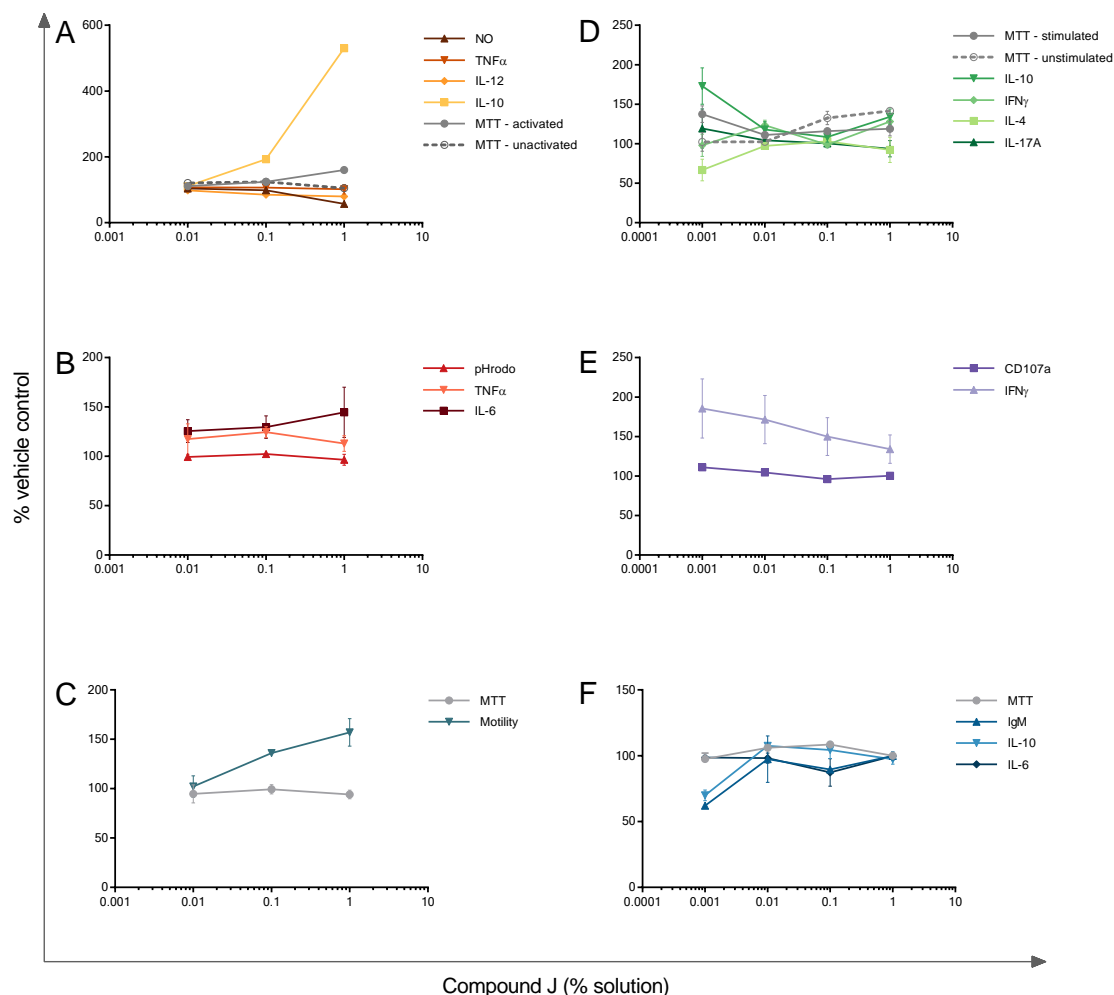 % vehicle control
A
600
400
200
0
0.001
0.01
0.1
1
10
NO
TNFα
IL-12
IL-10
MTT - activated
MTT - unactivated
D
250
200
150
100
50
0
0.0001
0.001
0.01
0.1
1
10
MTT - stimulated
MTT - unstimulated
IL-10
IFNγ
IL-4
IL-17A
B
200
150
100
50
0
0.001
0.01
0.1
1
10
pHrodo
TNFα
IL-6
E
250
200
150
100
50
0
0.0001
0.001
0.01
0.1
1
10
CD107a
IFNγ
C
200
150
100
50
0
0.001
0.01
0.1
1
10
MTT
Motility
F
150
100
50
0
0.0001
0.001
0.01
0.1
1
10
MTT
IgM
IL-10
IL-6
Compound J (% solution)